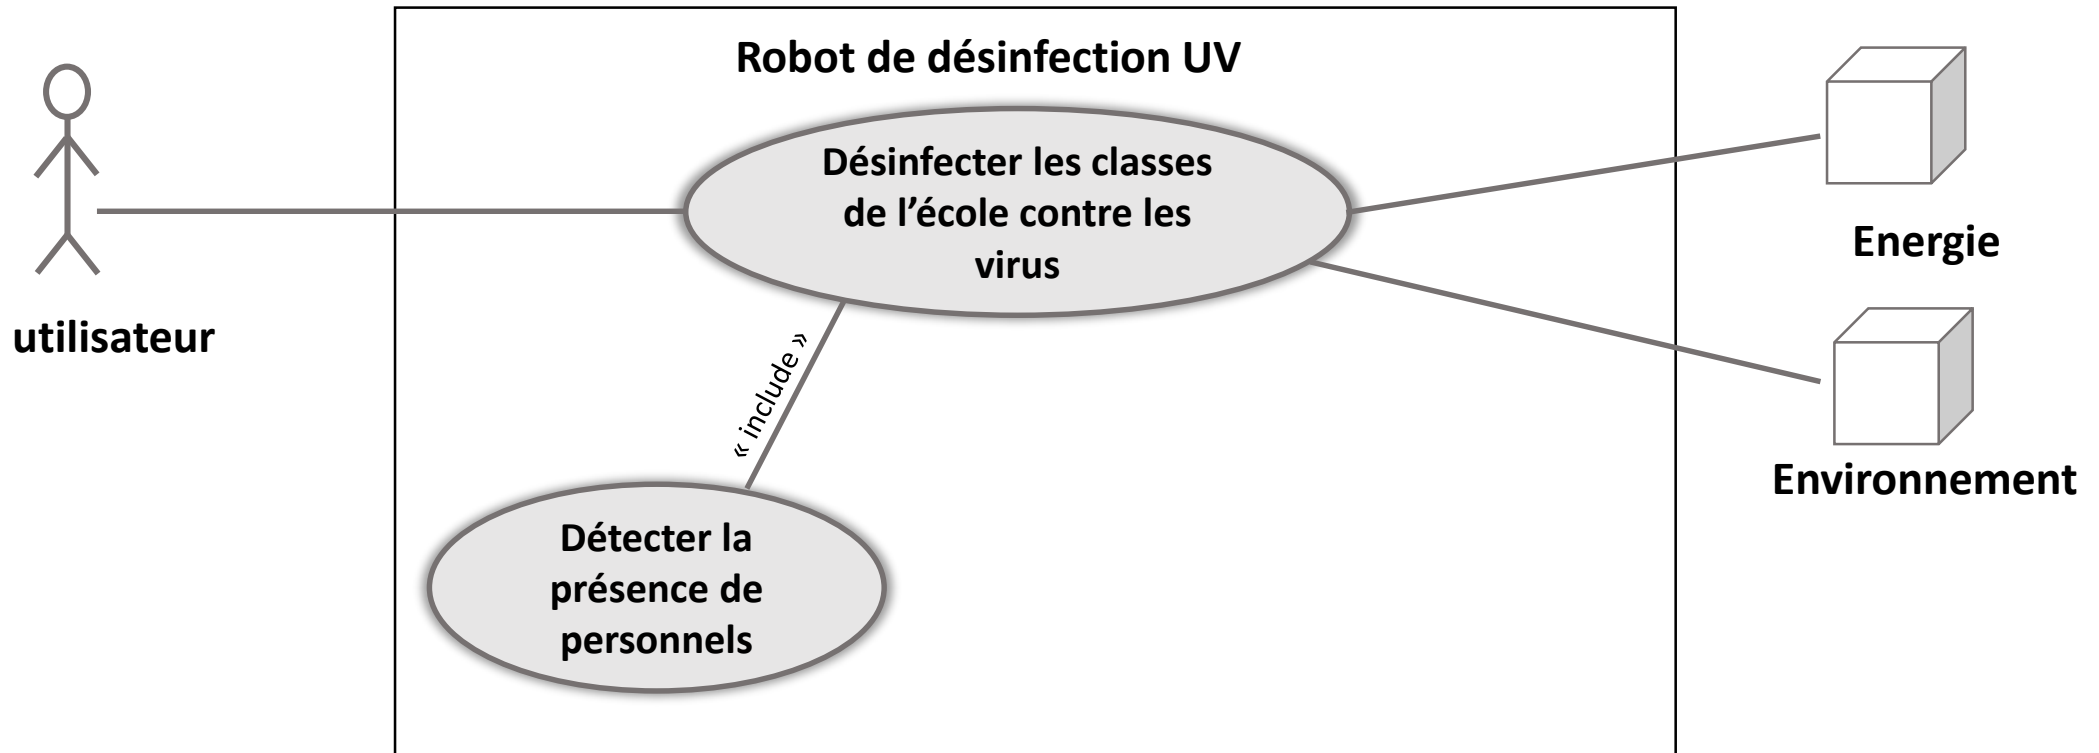 Robot de désinfection UV
Désinfecter les classes
de l’école contre les
virus
utilisateur
Energie
Environnement
« include »
Détecter la
présence de
personnels